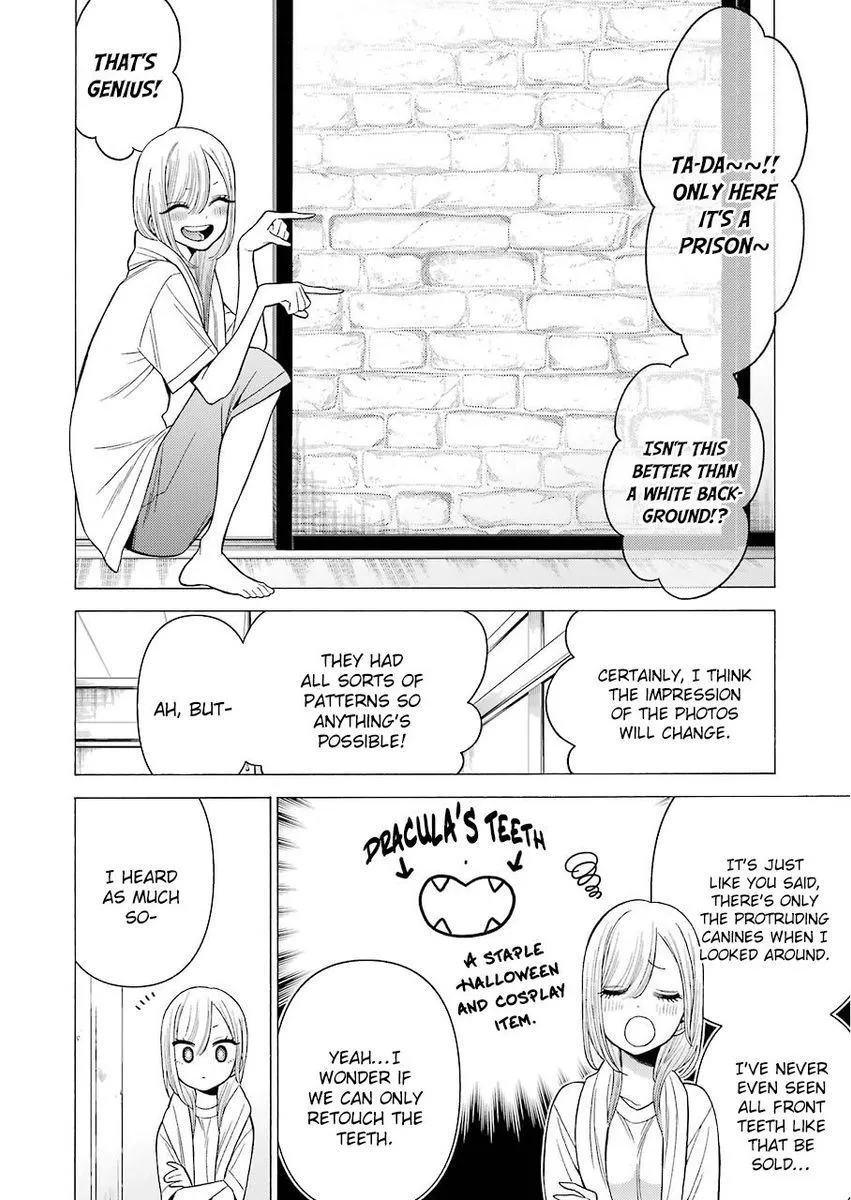 TA-DA~~!!
ONLY HERE
IT'S A
PRISON~
ISN'T THIS
BETTER THAN
A WHITE BACK-
GROUND!?
THAT'S
GENIUS!
CERTAINLY, I THINK
THE IMPRESSION
OF THE PHOTOS
WILL CHANGE.
THEY HAD
ALL SORTS OF
PATTERNS SO
ANYTHING'S
POSSIBLE!
AH, BUT-
IT'S JUST
LIKE YOU SAID,
THERE'S ONLY
THE PROTRUDING
CANINES WHEN I
LOOKED AROUND.
I'VE NEVER
EVEN SEEN
ALL FRONT
TEETH LIKE
THAT BE
SOLD...
DRACULA'S TEETH
A STAPLE
HALLOWEEN
AND COSPLAY
ITEM.
YEAH...I
WONDER IF
WE CAN ONLY
RETOUCH THE
TEETH.
I HEARD
AS MUCH
SO-